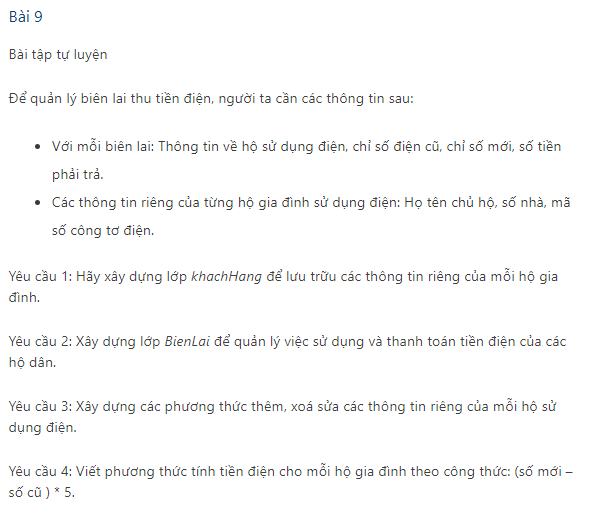 Bài 9
Bài tập tự luyện
Để quản lý biên lai thu tiền điện, người ta cần các thông tin sau:
• Với mỗi biên lai: Thông tin về hộ sử dụng điện, chỉ số điện cũ, chỉ số mới, số tiền
phải trả.
• Các thông tin riêng của từng hộ gia đình sử dụng điện: Họ tên chủ hộ, số nhà, mã
số công tơ điện.
Yêu cầu 1: Hãy xây dựng lớp khachHang để lưu trữu các thông tin riêng của mỗi hộ gia
đình.
Yêu cầu 2: Xây dựng lớp BienLai để quản lý việc sử dụng và thanh toán tiền điện của các
hộ dân.
Yêu cầu 3: Xây dựng các phương thức thêm, xoá sửa các thông tin riêng của mỗi hộ sử
dụng điện.
Yêu cầu 4: Viết phương thức tính tiền điện cho mỗi hộ gia đình theo công thức: (số mới –
số cũ ) * 5.